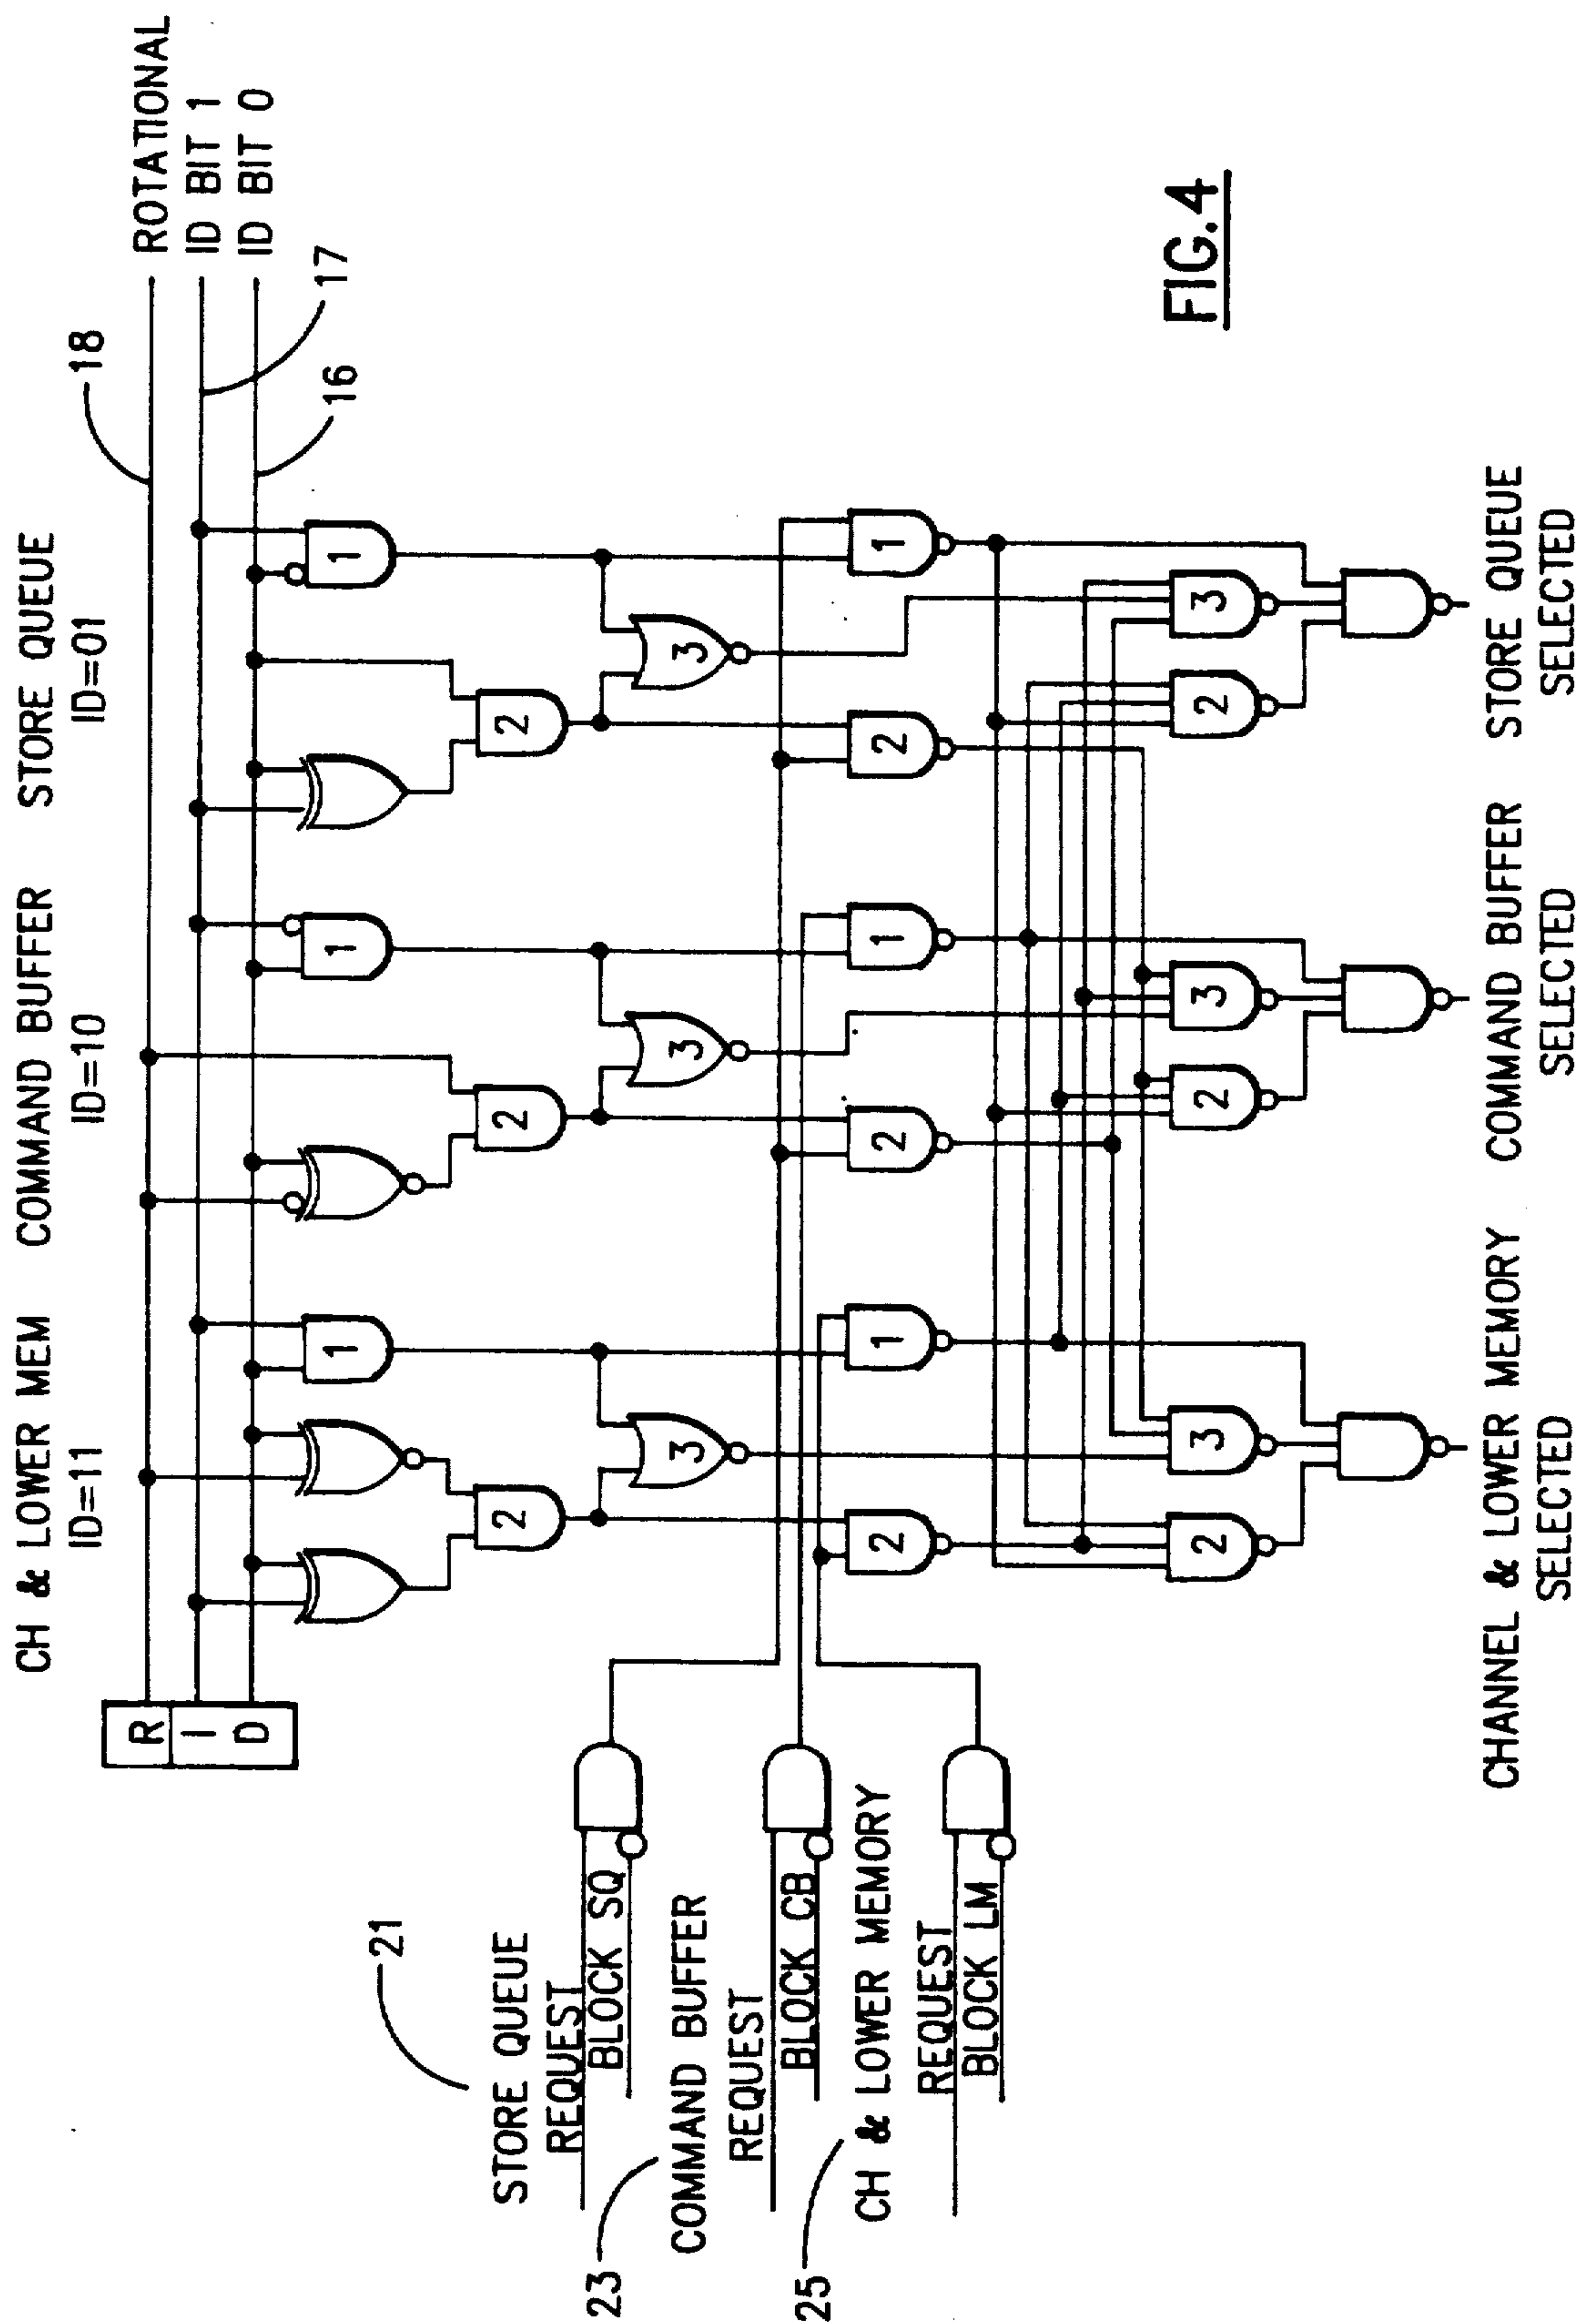 CH & LOWER MEM
ID=11
COMMAND BUFFER
ID=10
STORE QUEUE
ID=01
18
ROTATIONAL
ID BIT 1
ID BIT 0
17
16
R
I
D
2
1
2
1
2
1
3
3
3
21
STORE QUEUE
REQUEST
BLOCK SQ
23
COMMAND BUFFER
REQUEST
BLOCK CB
25
CH & LOWER MEMORY
REQUEST
BLOCK LM
2
1
2
1
2
1
2
3
2
3
2
3
CHANNEL & LOWER MEMORY
SELECTED
COMMAND BUFFER
SELECTED
STORE QUEUE
SELECTED
FIG.4